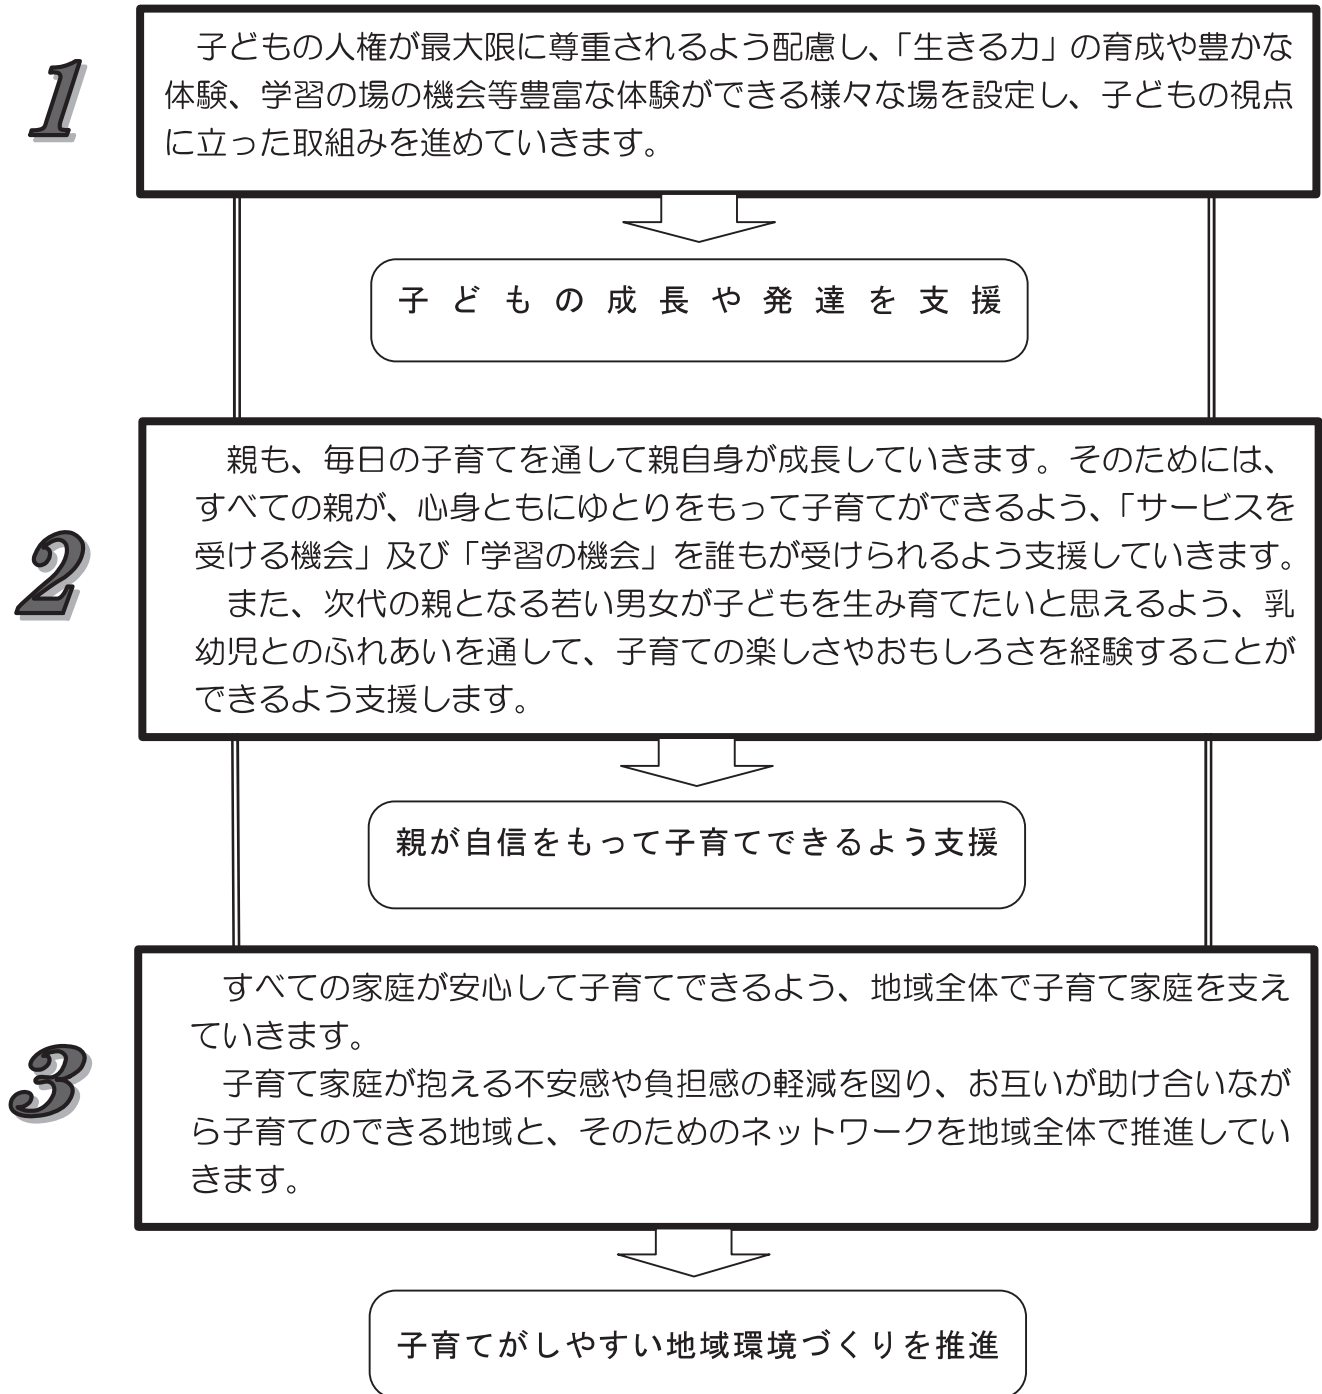 1
子どもの人権が最大限に尊重されるよう配慮し、「生きる力」の育成や豊かな
体験、学習の場の機会等豊富な体験ができる様々な場を設定し、子どもの視点
に立った取組みを進めていきます。
子どもの成長や発達を支援
2
親も、毎日の子育てを通して親自身が成長していきます。そのためには、
すべての親が、心身ともにゆとりをもって子育てができるよう、「サービスを
受ける機会」及び「学習の機会」を誰もが受けられるよう支援していきます。
また、次代の親となる若い男女が子どもを生み育てたいと思えるよう、乳
幼児とのふれあいを通して、子育ての楽しさやおもしろさを経験することが
できるよう支援します。
親が自信をもって子育てできるよう支援
3
すべての家庭が安心して子育てできるよう、地域全体で子育て家庭を支え
ていきます。
子育て家庭が抱える不安感や負担感の軽減を図り、お互いが助け合いなが
ら子育てのできる地域と、そのためのネットワークを地域全体で推進してい
きます。
子育てがしやすい地域環境づくりを推進